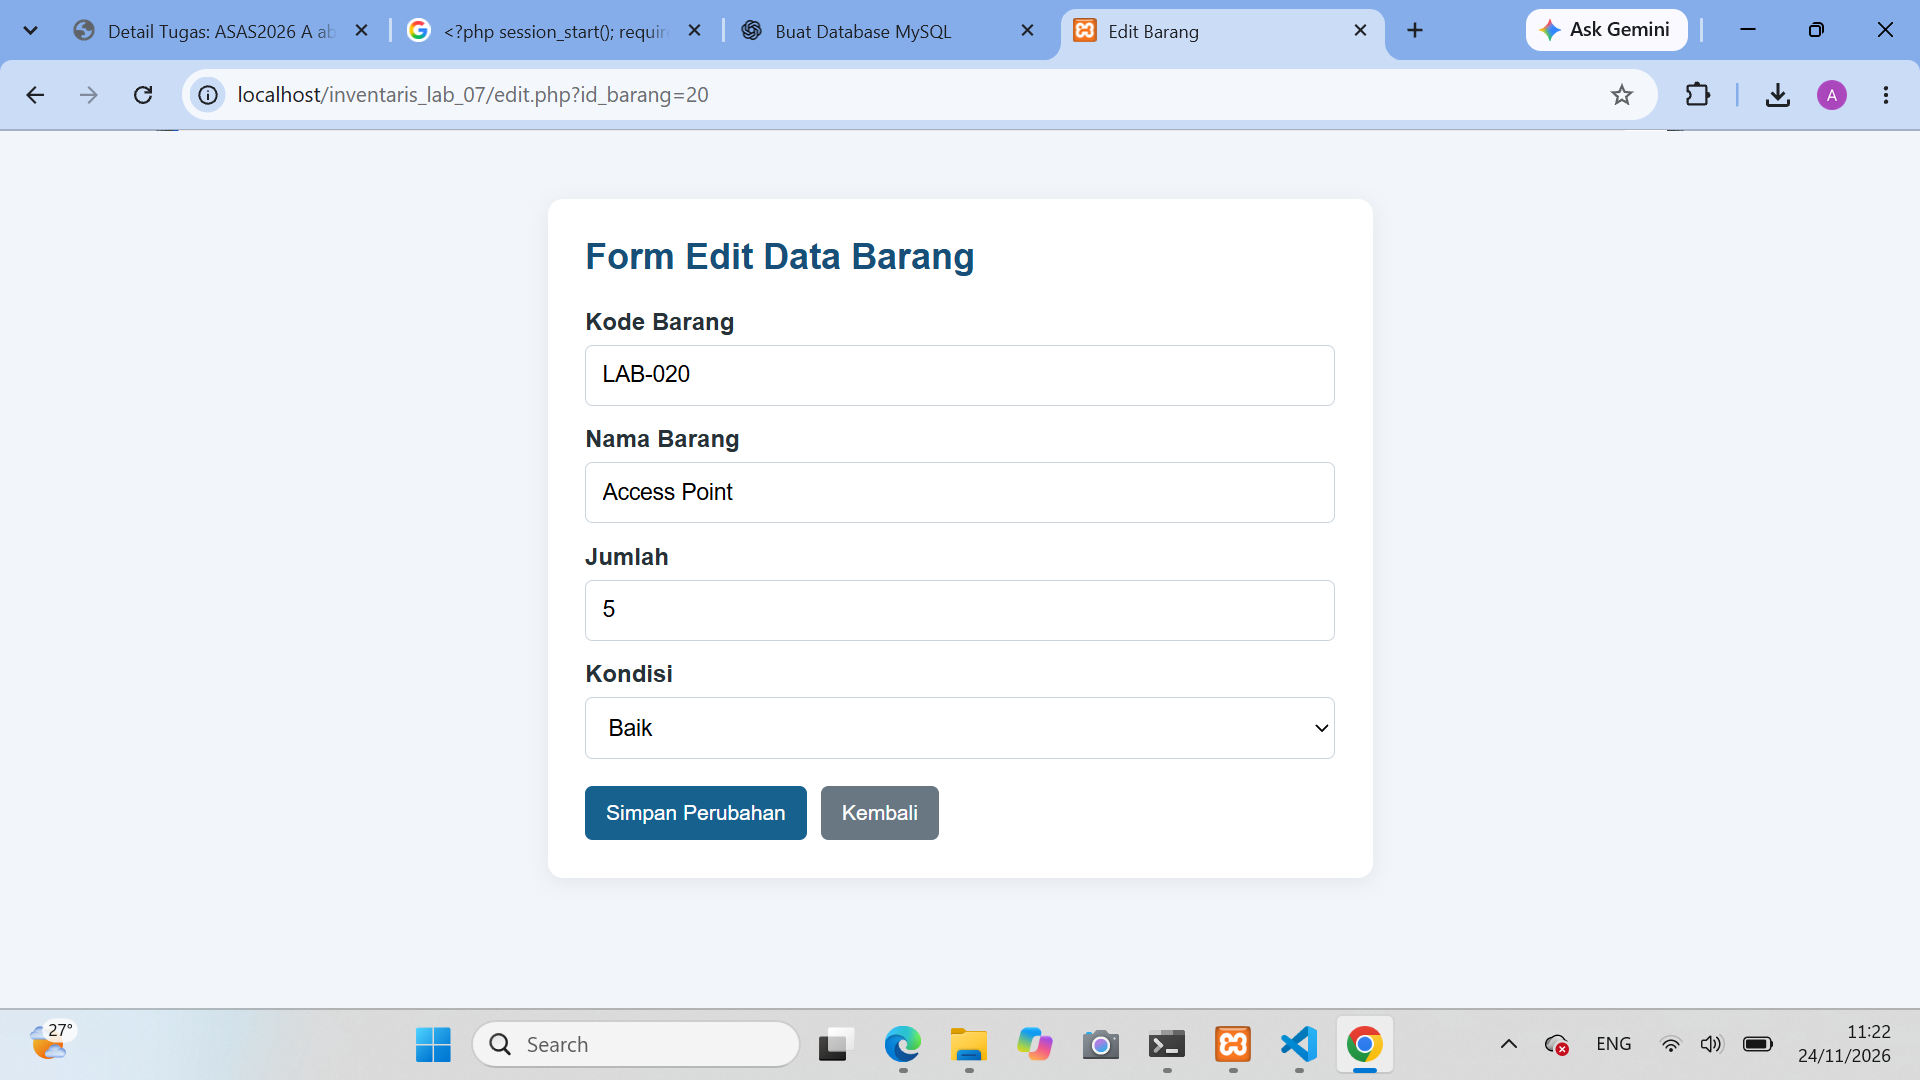 Detail Tugas: ASAS2026 A ab
<?php session_start(); requir
Buat Database MySQL
Edit Barang
Ask Gemini
localhost/inventaris_lab_07/edit.php?id_barang=20
A
Form Edit Data Barang
Kode Barang
LAB-020
Nama Barang
Access Point
Jumlah
5
Kondisi
Baik
Simpan Perubahan
Kembali
27°
Search
ENG
11:22
24/11/2026